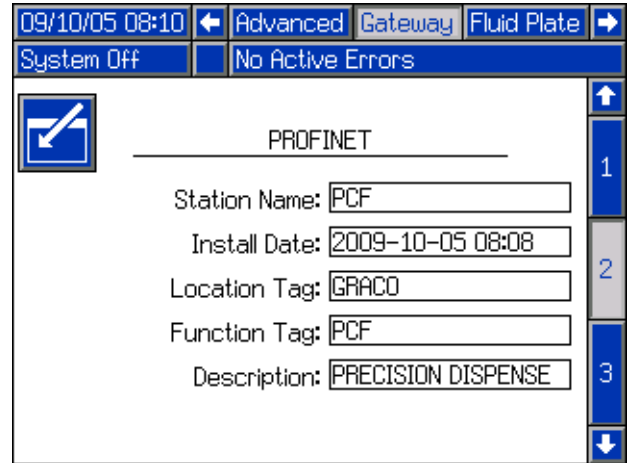 09/10/05 08:10 Advanced Gateway Fluid Plate
System Off No Active Errors
PROFINET
1
Station Name: PCF
Install Date: 2009-10-05 08:08
2
Location Tag: GRACO
Function Tag: PCF
Description: PRECISION DISPENSE
3